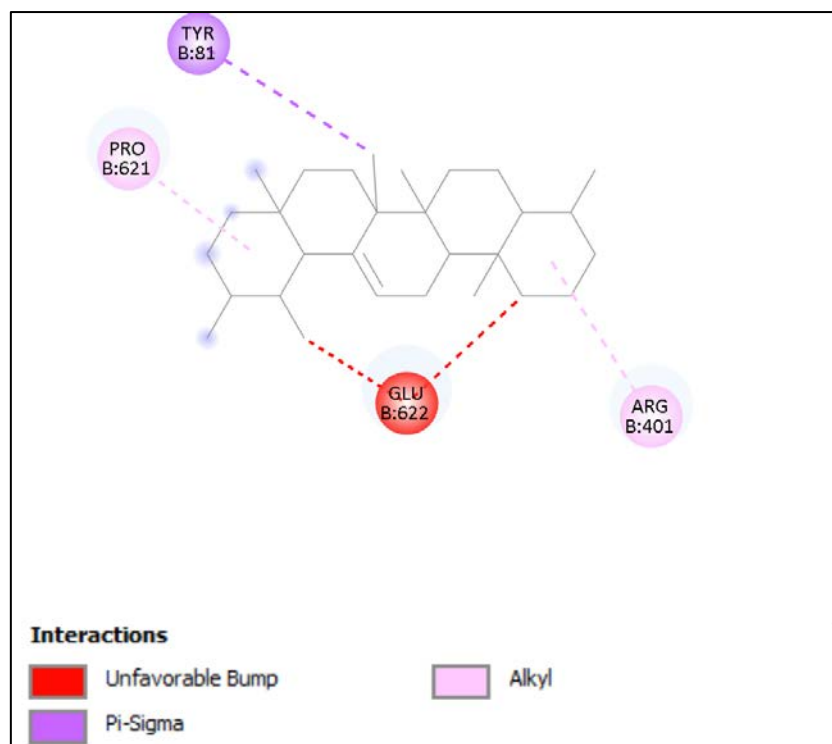 TYR
B:81
PRO
B:621
GLU
B:622
ARG
B:401
Interactions
Unfavorable Bump
Alkyl
Pi-Sigma